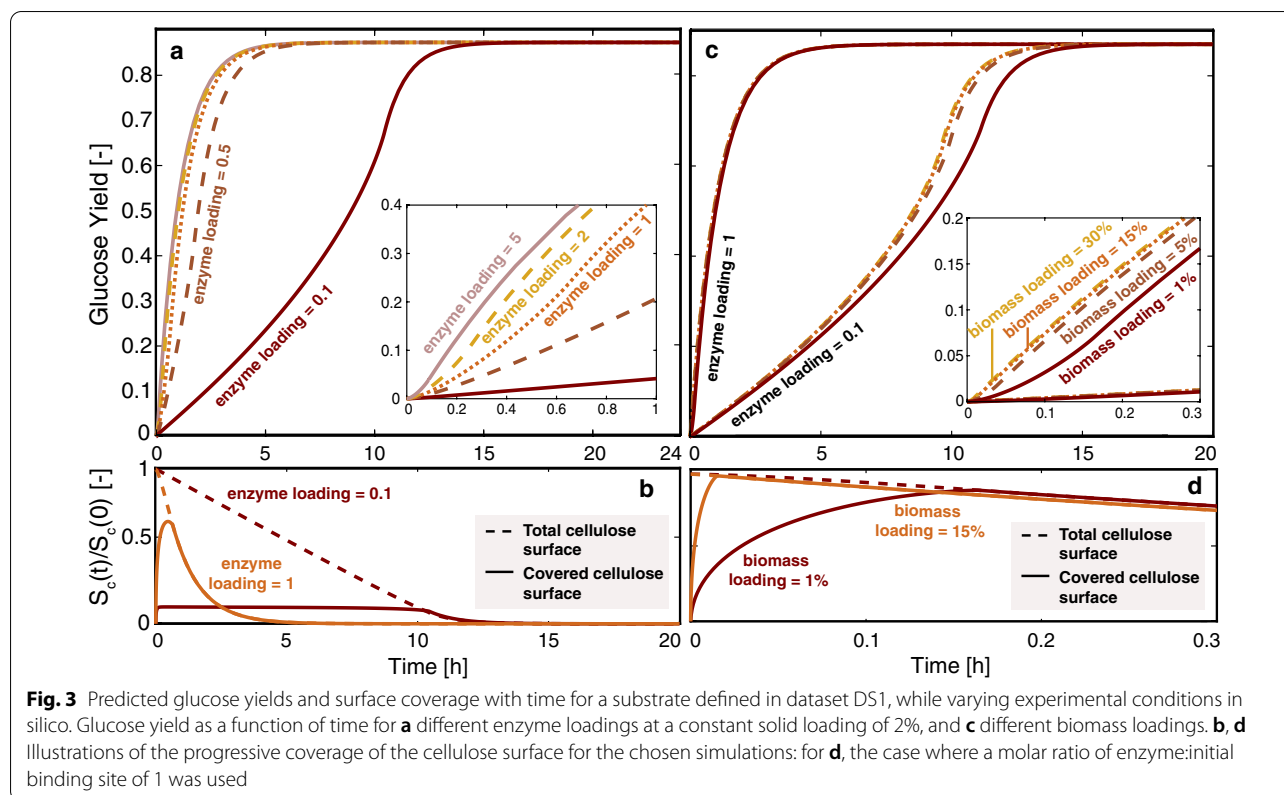 a
Glucose Yield [-]
0.8
0.7
0.6
0.5
0.4
0.3
0.2
0.1
0
0
5
10
15
20
24
enzyme loading = 0.5
enzyme loading = 0.1
0.4
0.3
0.2
0.1
0
0.2
0.4
0.6
0.8
1
enzyme loading = 5
enzyme loading = 2
enzyme loading = 1
c
enzyme loading = 1
enzyme loading = 0.1
0
5
10
15
20
0.2
0.15
0.1
0.05
0
0
0.1
0.2
0.3
biomass loading = 30%
biomass loading = 15%
biomass loading = 5%
biomass loading = 1%
b
S_c(t)/S_c(0) [-]
1
0.5
0
0
5
10
15
20
Time [h]
enzyme loading = 0.1
enzyme
loading = 1
Total cellulose
surface
Covered cellulose
surface
d
biomass
loading = 15%
biomass
loading = 1%
Total cellulose
surface
Covered cellulose
surface
0
0.1
0.2
0.3
Time [h]
Fig. 3 Predicted glucose yields and surface coverage with time for a substrate defined in dataset DS1, while varying experimental conditions in
silico. Glucose yield as a function of time for a different enzyme loadings at a constant solid loading of 2%, and c different biomass loadings. b, d
Illustrations of the progressive coverage of the cellulose surface for the chosen simulations: for d, the case where a molar ratio of enzyme:initial
binding site of 1 was used